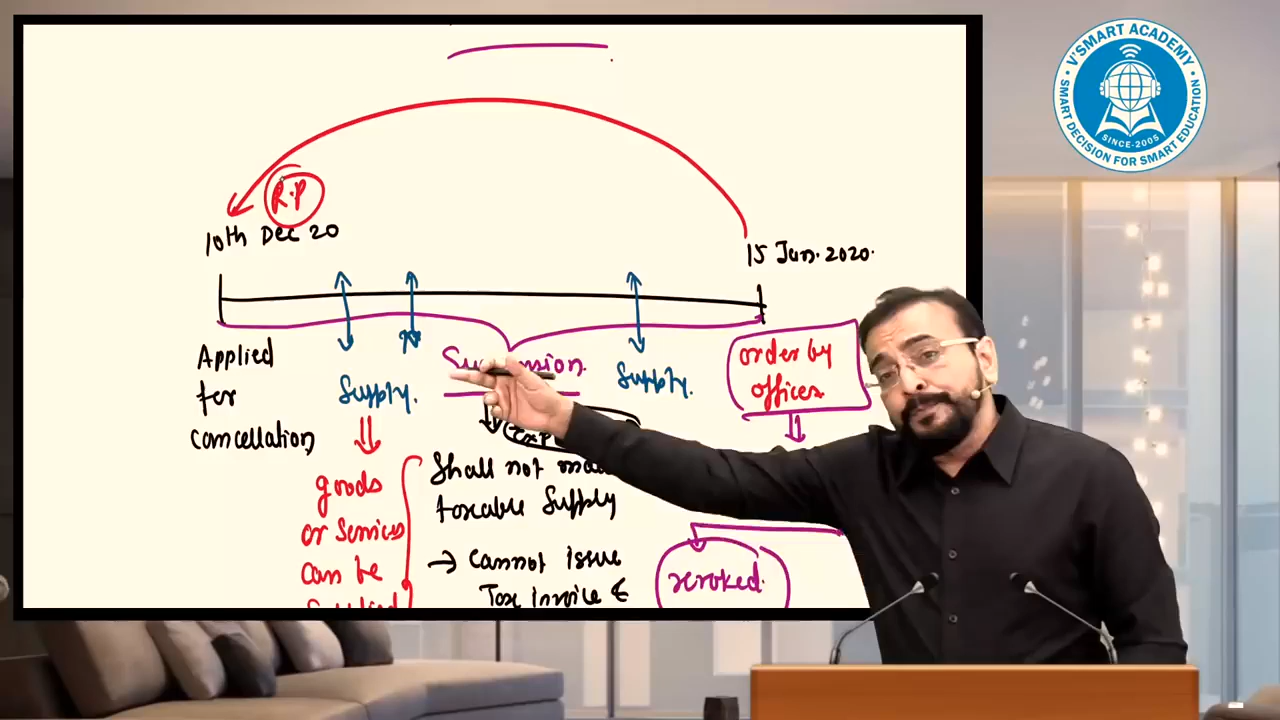 R.P
10th Dec 20
15 Jan. 2020.
Applied
for
cancellation
Supply.
Supply.
order by
officer
goods
or Services
can be
Shall not
taxable Supply
→ Cannot issue
Tax invoice &
revoked.
V'SMART ACADEMY
SINCE-2005
SMART DECISION FOR SMART EDUCATION